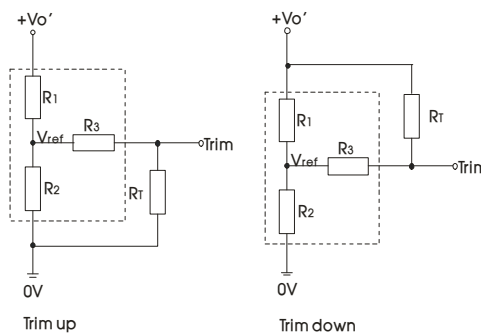 +Vo'
R1
Vref
R3
Trim
R2
RT
0V
Trim up
+Vo'
R1
RT
Vref
R3
Trim
R2
0V
Trim down